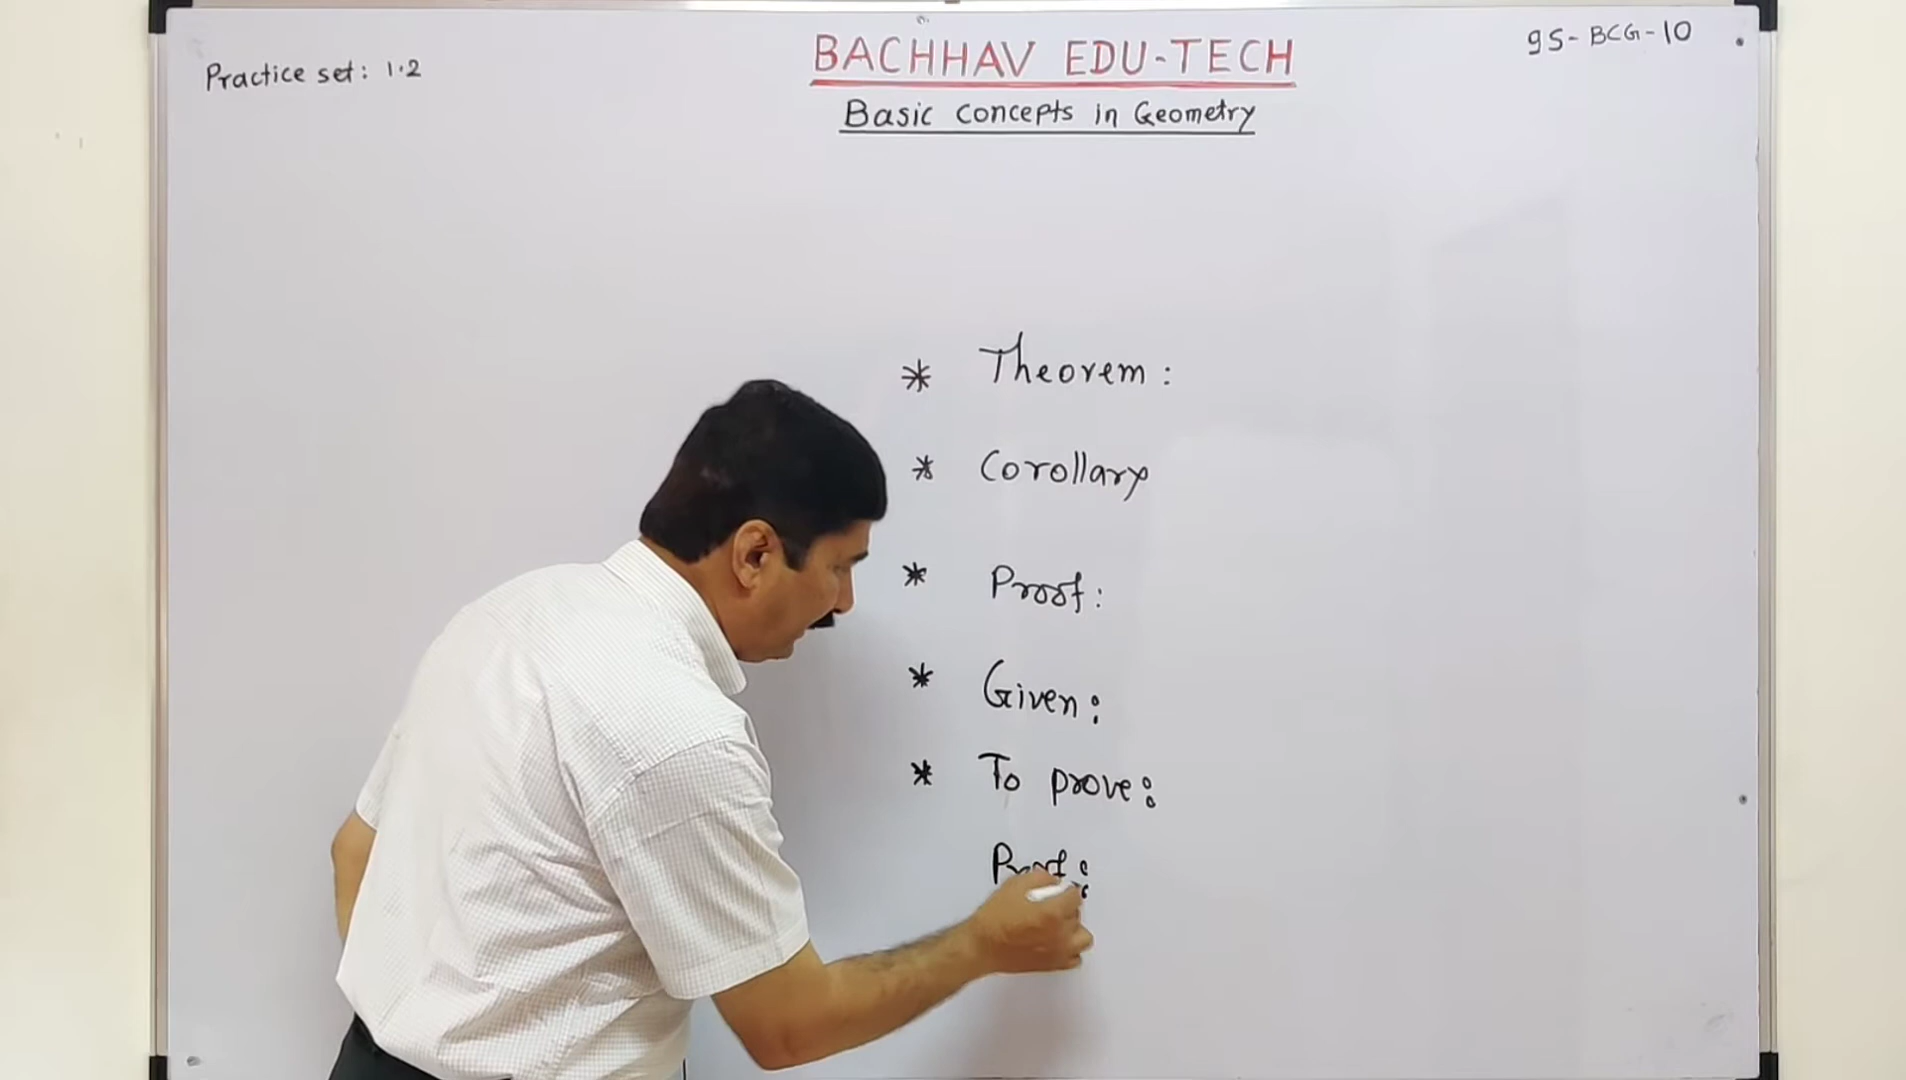 Practice set: 1.2
BACHHAV EDU-TECH
9S-BCG-10
Basic Concepts in Geometry
* Theorem:
* Corollary
* Proof:
* Given:
* To prove:
Proof: